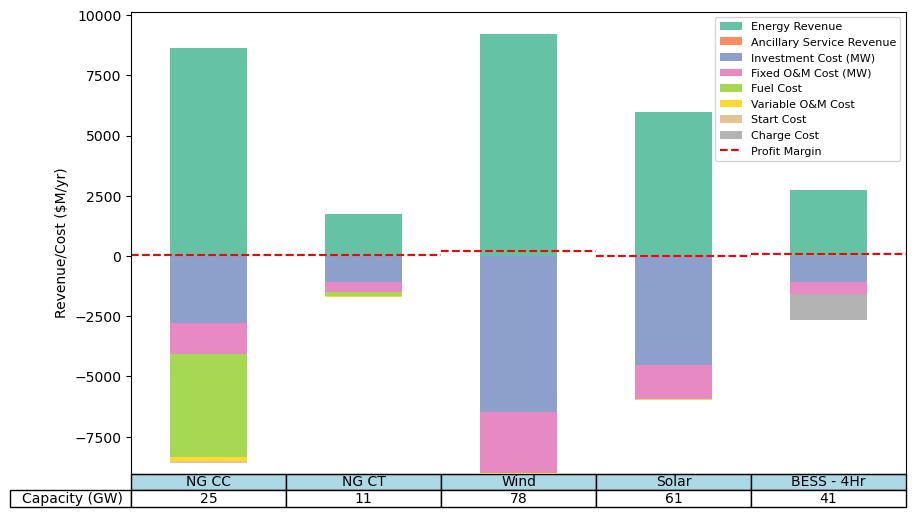 10000
7500
5000
2500
0
−2500
−5000
−7500
Revenue/Cost ($M/yr)
Energy Revenue
Ancillary Service Revenue
Investment Cost (MW)
Fixed O&M Cost (MW)
Fuel Cost
Variable O&M Cost
Start Cost
Charge Cost
Profit Margin
NG CC NG CT Wind Solar BESS - 4Hr
Capacity (GW) 25 11 78 61 41